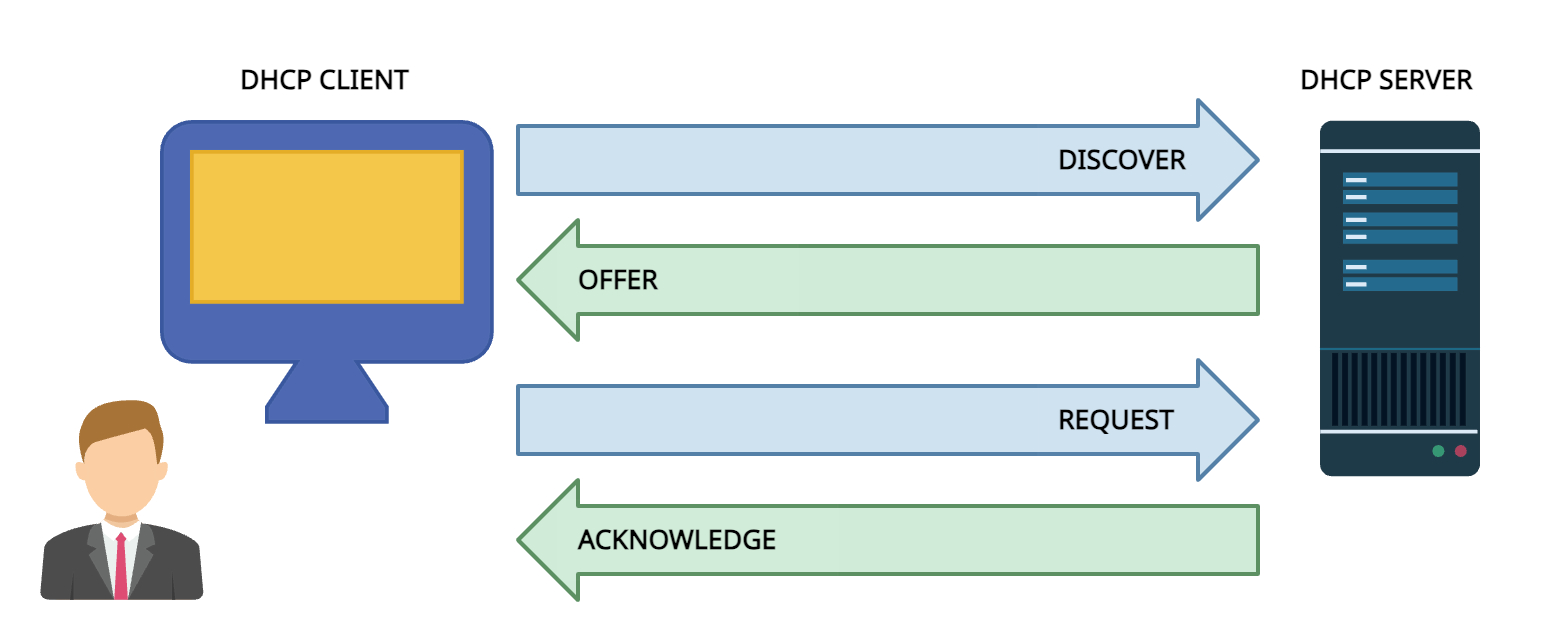 DHCP CLIENT
DHCP SERVER
DISCOVER
OFFER
REQUEST
ACKNOWLEDGE